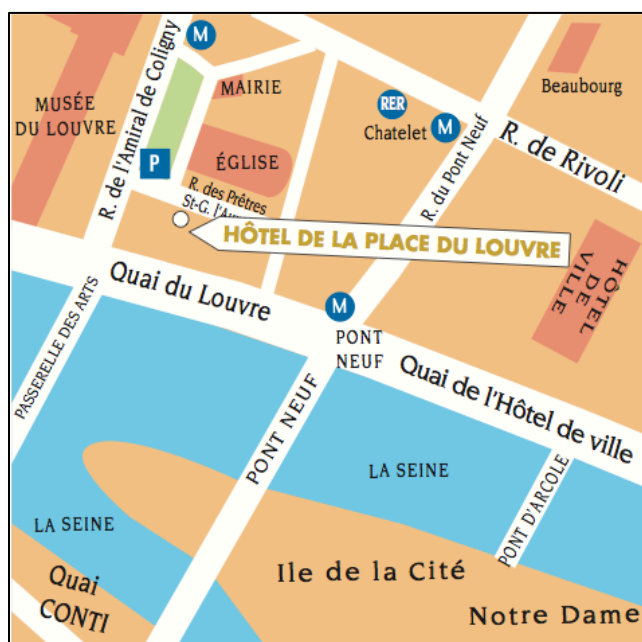 M
R. de l'Amiral de Coligny
MUSÉE
DU LOUVRE
MAIRIE
RER
Chatelet
M
Beaubourg
R. de Rivoli
P
ÉGLISE
R. des Prêtres
St-G. l'Au
R. du Pont Neuf
HÔTEL DE LA PLACE DU LOUVRE
HÔTEL
DE
VILLE
Quai du Louvre
M
PONT
NEUF
PASSERELLE DES ARTS
Quai de l'Hôtel de ville
PONT NEUF
LA SEINE
PONT D'ARCOLE
LA SEINE
Ile de la Cité
Quai
CONTI
Notre Dame